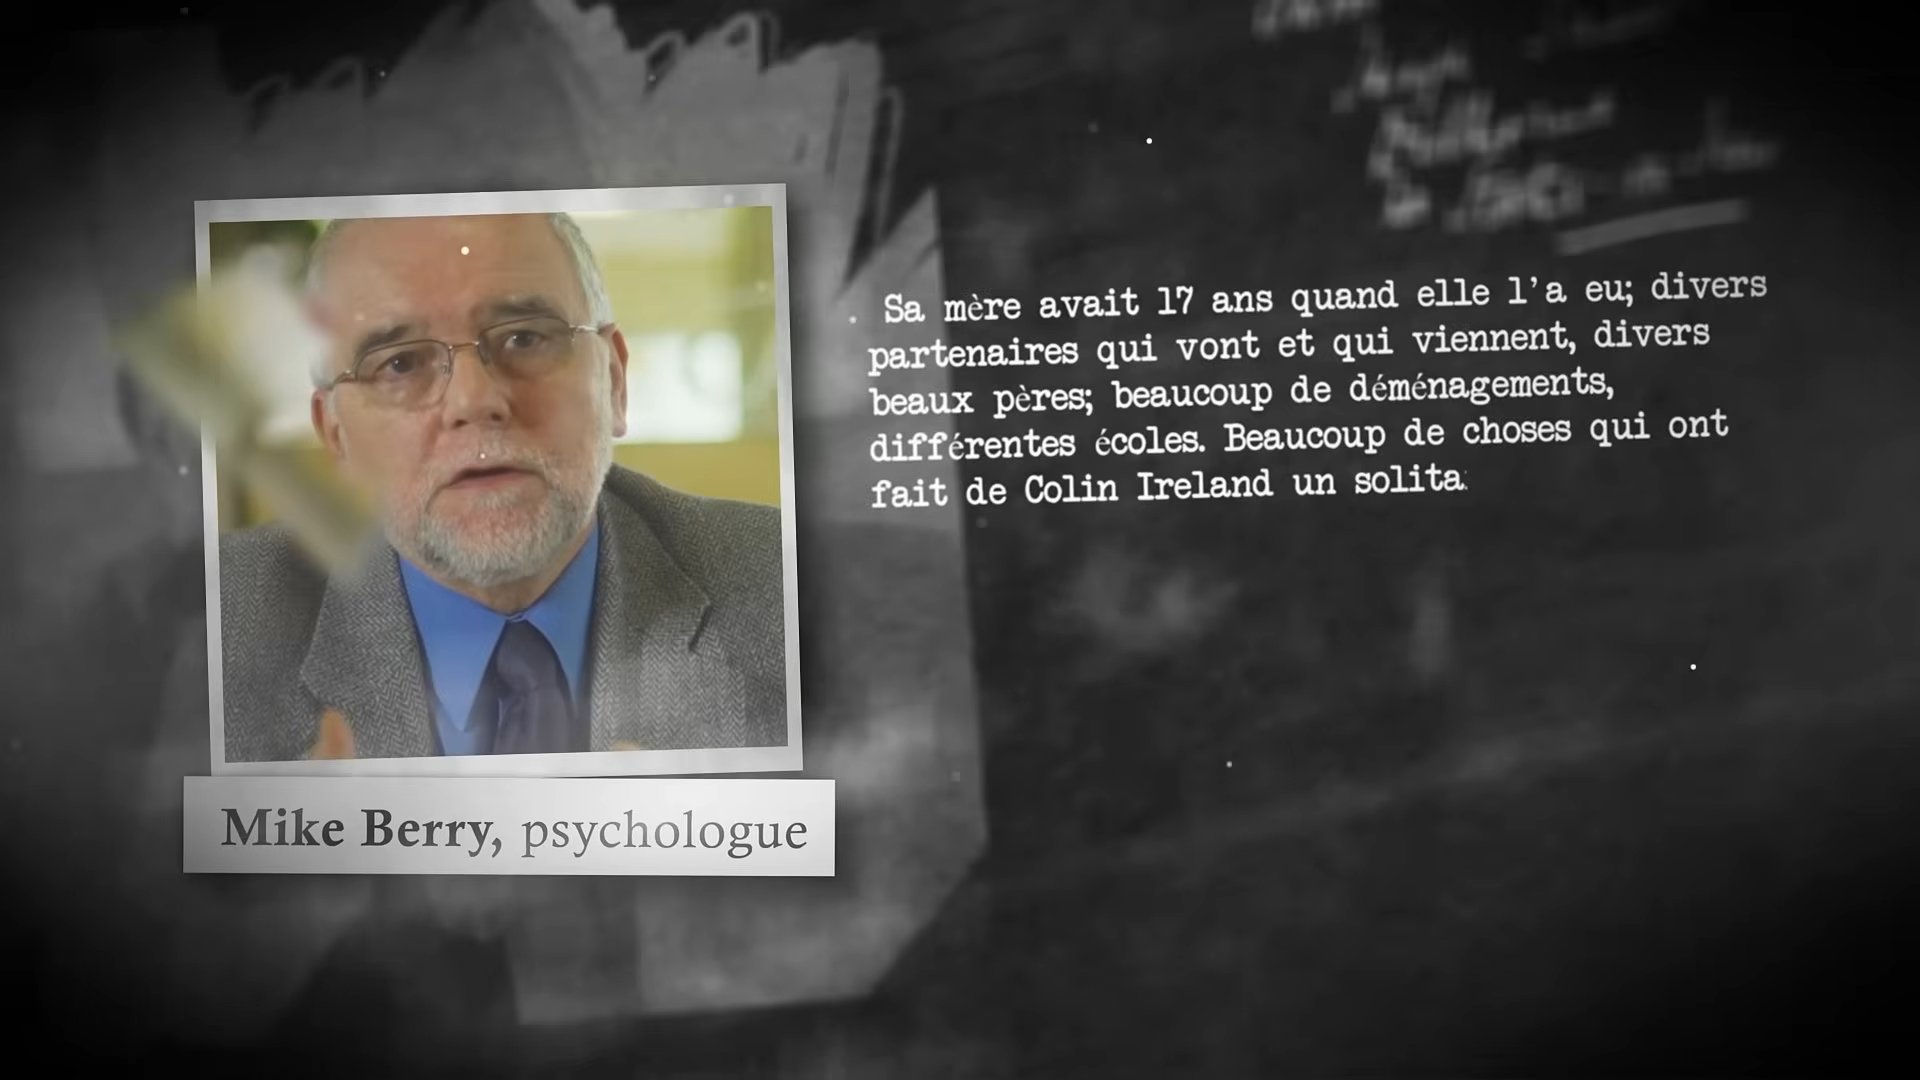 Sa mère avait 17 ans quand elle l'a eu; divers
partenaires qui vont et qui viennent, divers
beaux pères; beaucoup de déménagements,
différentes écoles. Beaucoup de choses qui ont
fait de Colin Ireland un solita
Mike Berry, psychologue